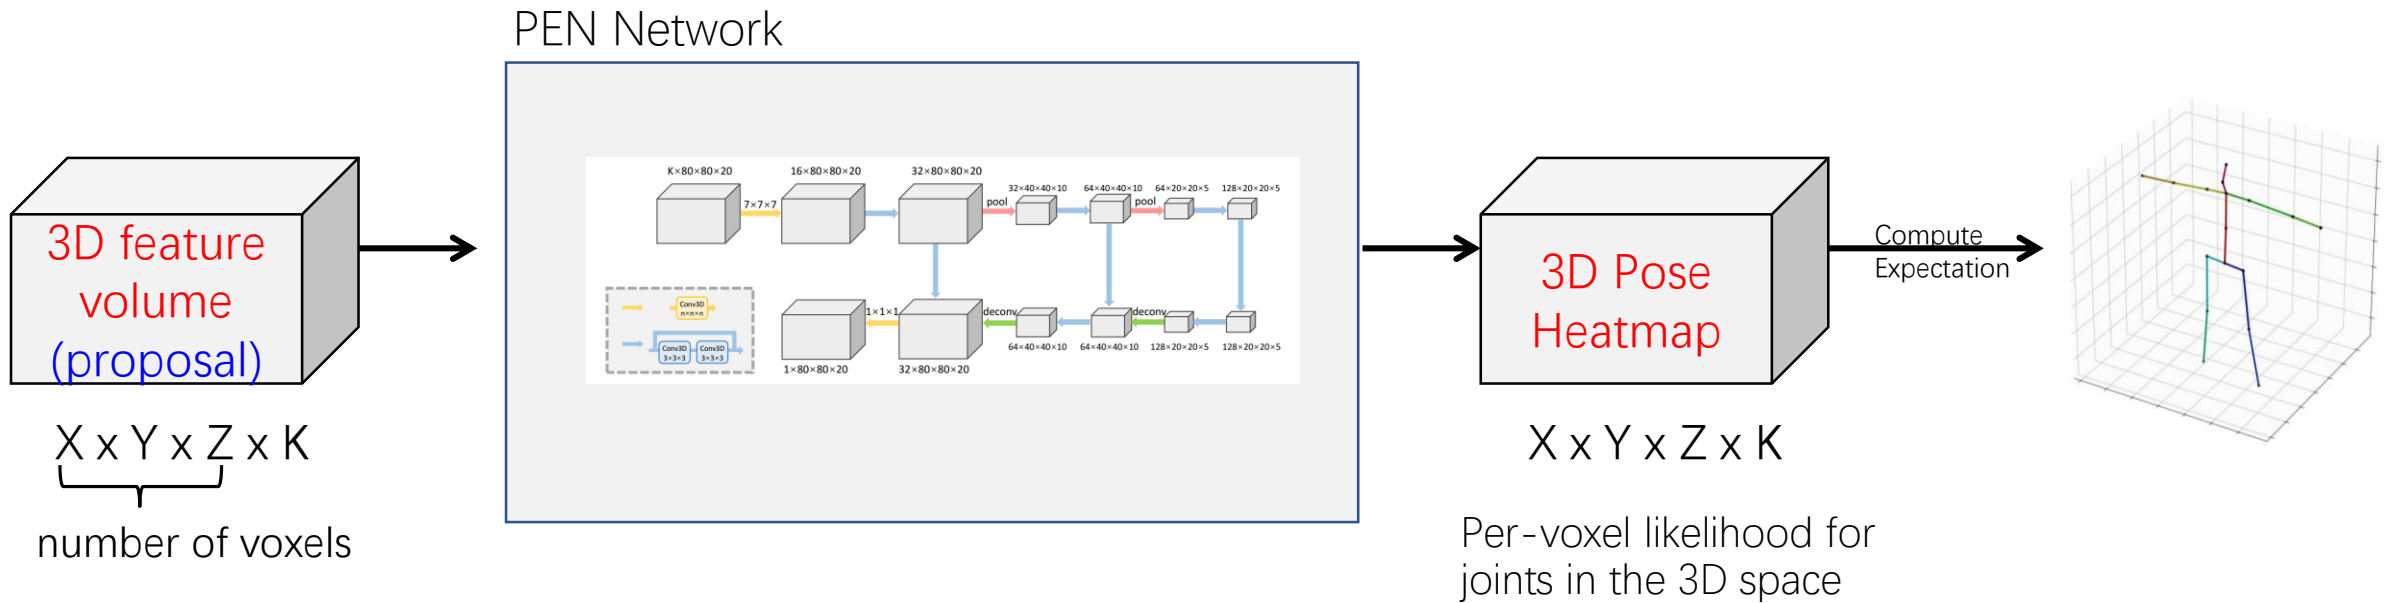 PEN Network
3D feature
volume
(proposal)
X x Y x Z x K
number of voxels
K×80×80×20
16×80×80×20
32×80×80×20
32×40×40×10
64×40×40×10
64×20×20×5
128×20×20×5
7×7×7
pool
pool
Conv3D
n×n×n
Conv3D
3×3×3
Conv3D
3×3×3
1×1×1
deconv
deconv
1×80×80×20
32×80×80×20
64×40×40×10
64×40×40×10
128×20×20×5
128×20×20×5
3D Pose
Heatmap
X x Y x Z x K
Per-voxel likelihood for
joints in the 3D space
Compute
Expectation